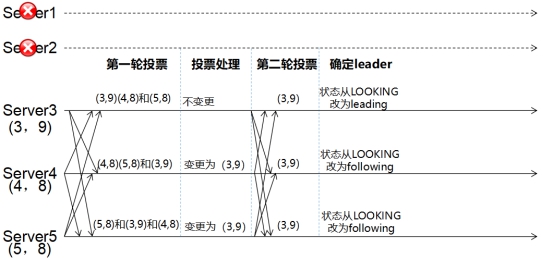 Server1
Server2
第一轮投票 投票处理 第二轮投票 确定leader
Server3
(3，9)
(3,9)(4,8)和(5,8) 不变更 (3,9) 状态从LOOKING
改为leading
Server4
(4，8)
(4,8)(5,8)和(3,9) 变更为 (3,9) (3,9) 状态从LOOKING
改为following
Server5
(5，8)
(5,8)和(3,9)和(4,8) 变更为 (3,9) (3,9) 状态从LOOKING
改为following